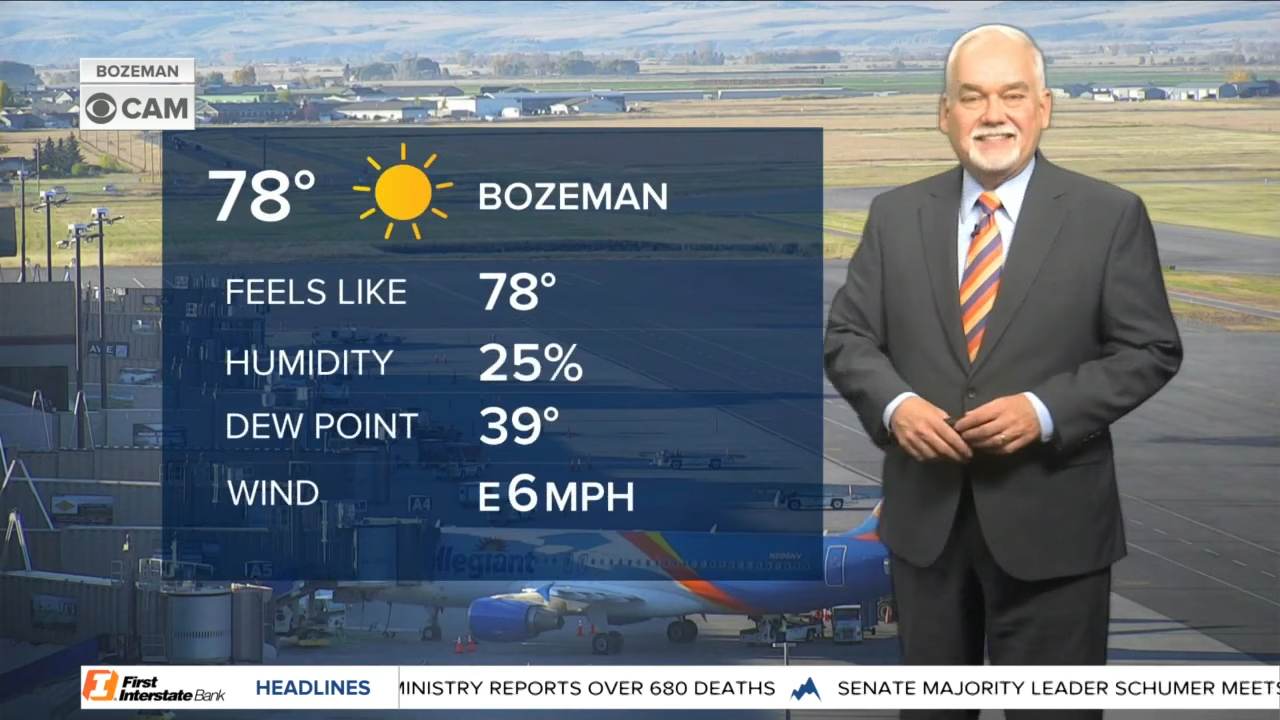 BOZEMAN
CAM
78° BOZEMAN
FEELS LIKE 78°
HUMIDITY 25%
DEW POINT 39°
WIND E 6 MPH
A4
A5
Allegiant
First
Interstate Bank
HEADLINES
MINISTRY REPORTS OVER 680 DEATHS
SENATE MAJORITY LEADER SCHUMER MEETS